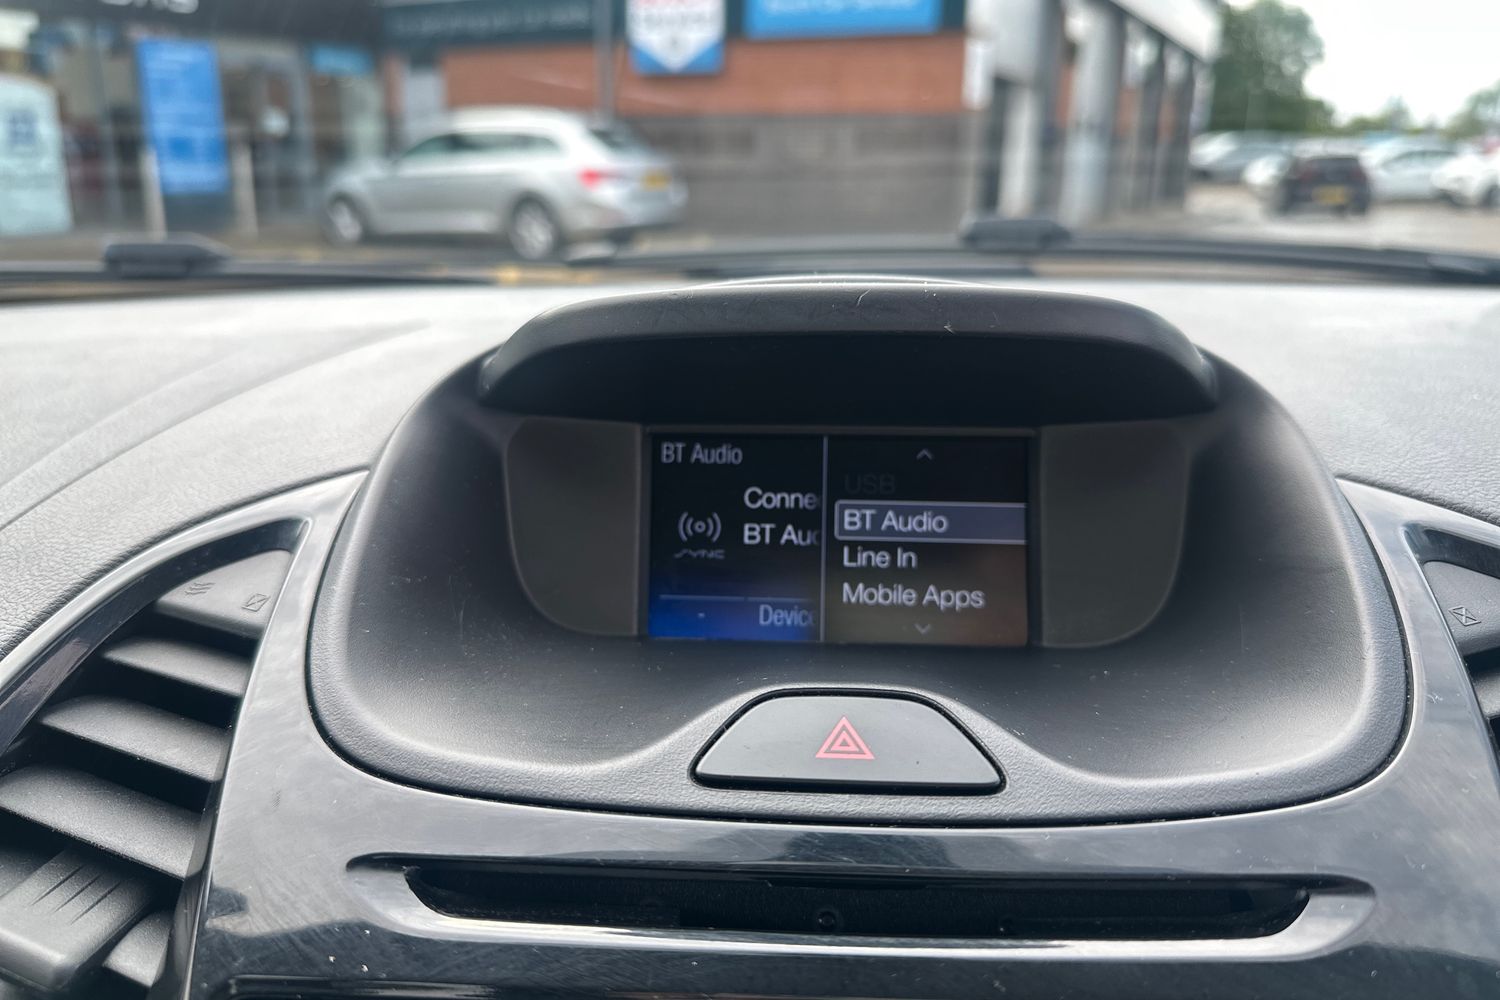 BT Audio
Conne
BT Auc
SYNC
Device
USB
BT Audio
Line In
Mobile Apps